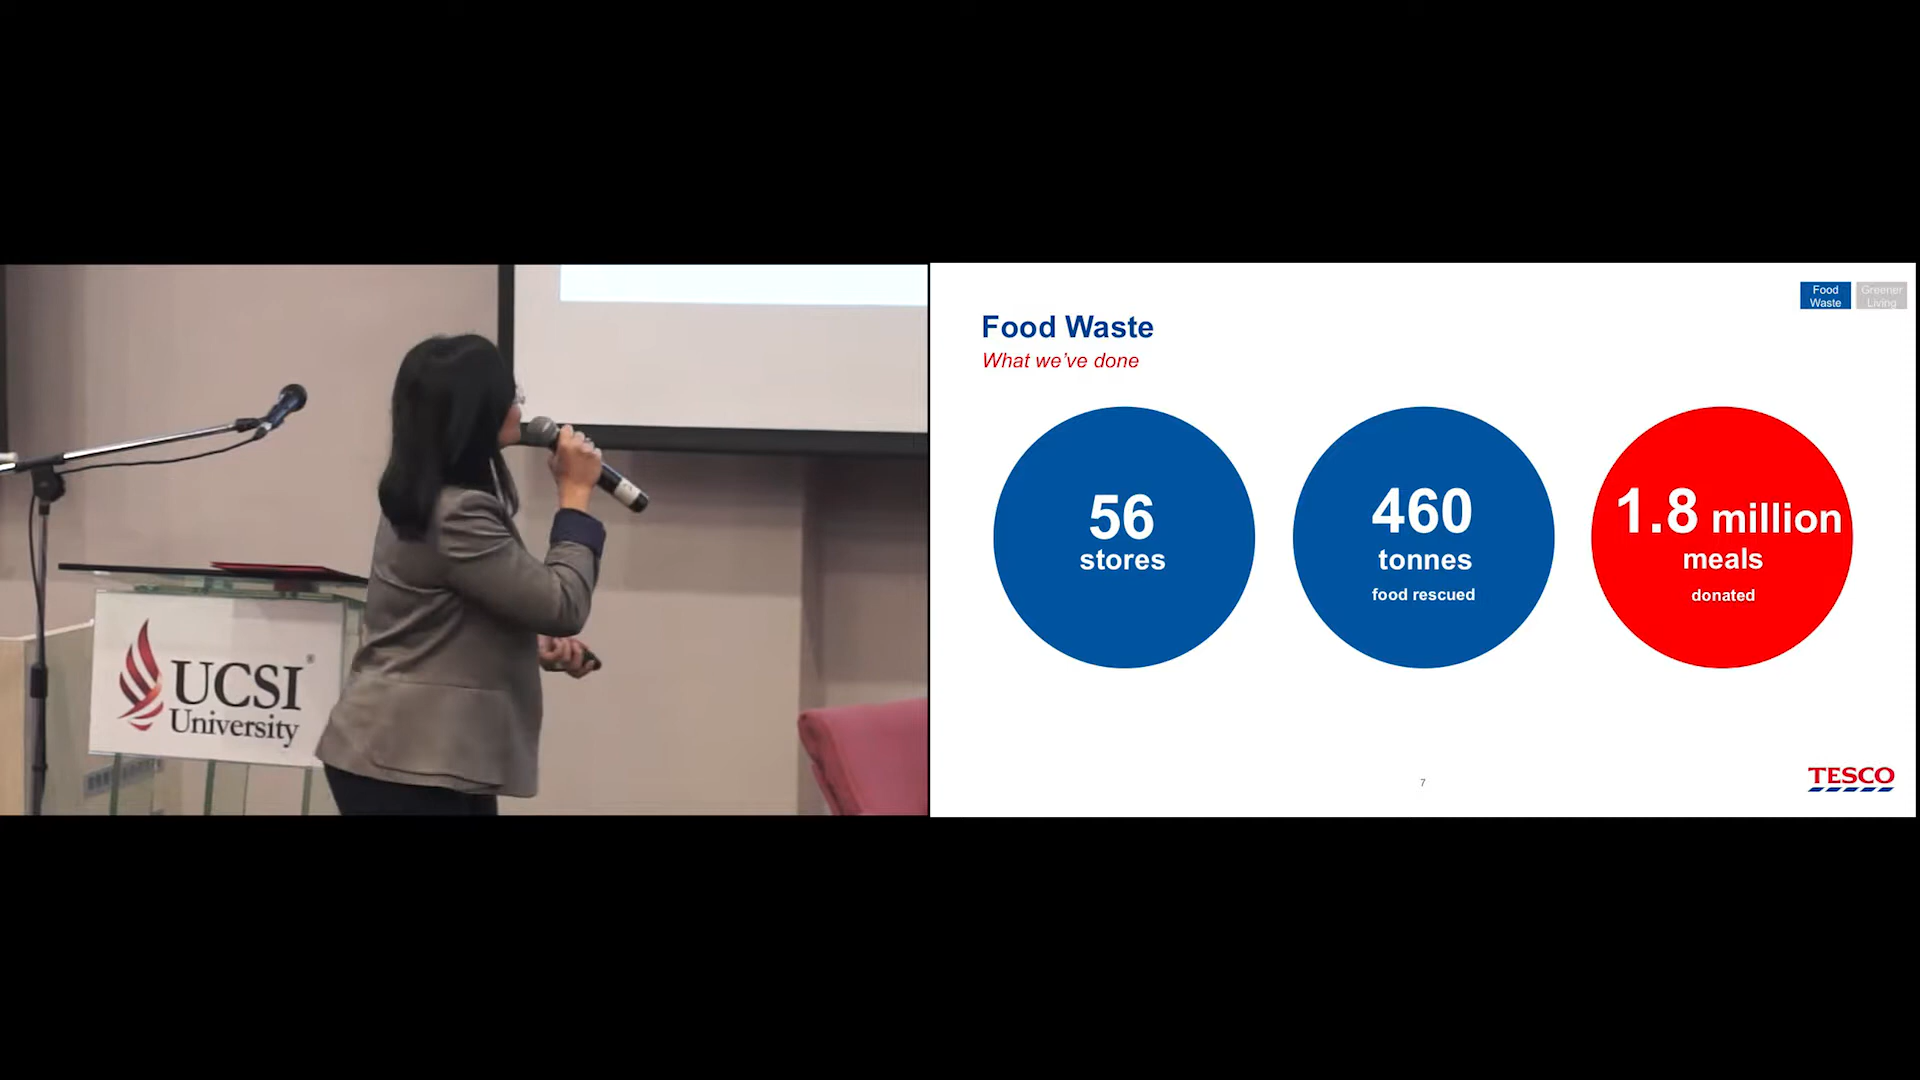 UCSI
®
University
Food
Waste
Greener
Living
Food Waste
What we've done
56
stores
460
tonnes
food rescued
1.8 million
meals
donated
7
TESCO